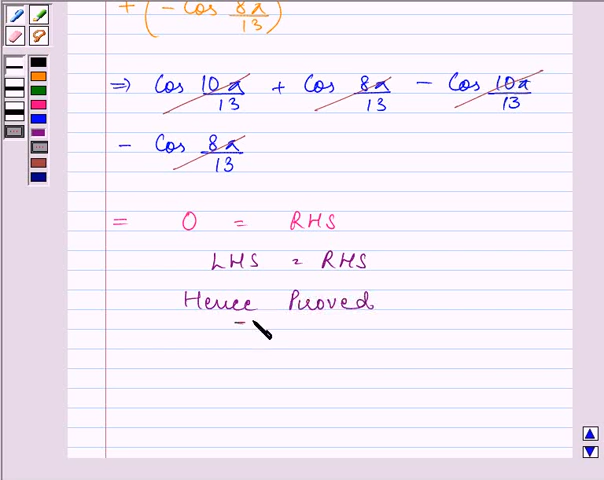 + (- Cos 8π/13)
⇒ Cos 10π/13 + Cos 8π/13 - Cos 10π/13
- Cos 8π/13
= 0 = RHS
LHS = RHS
Hence Proved